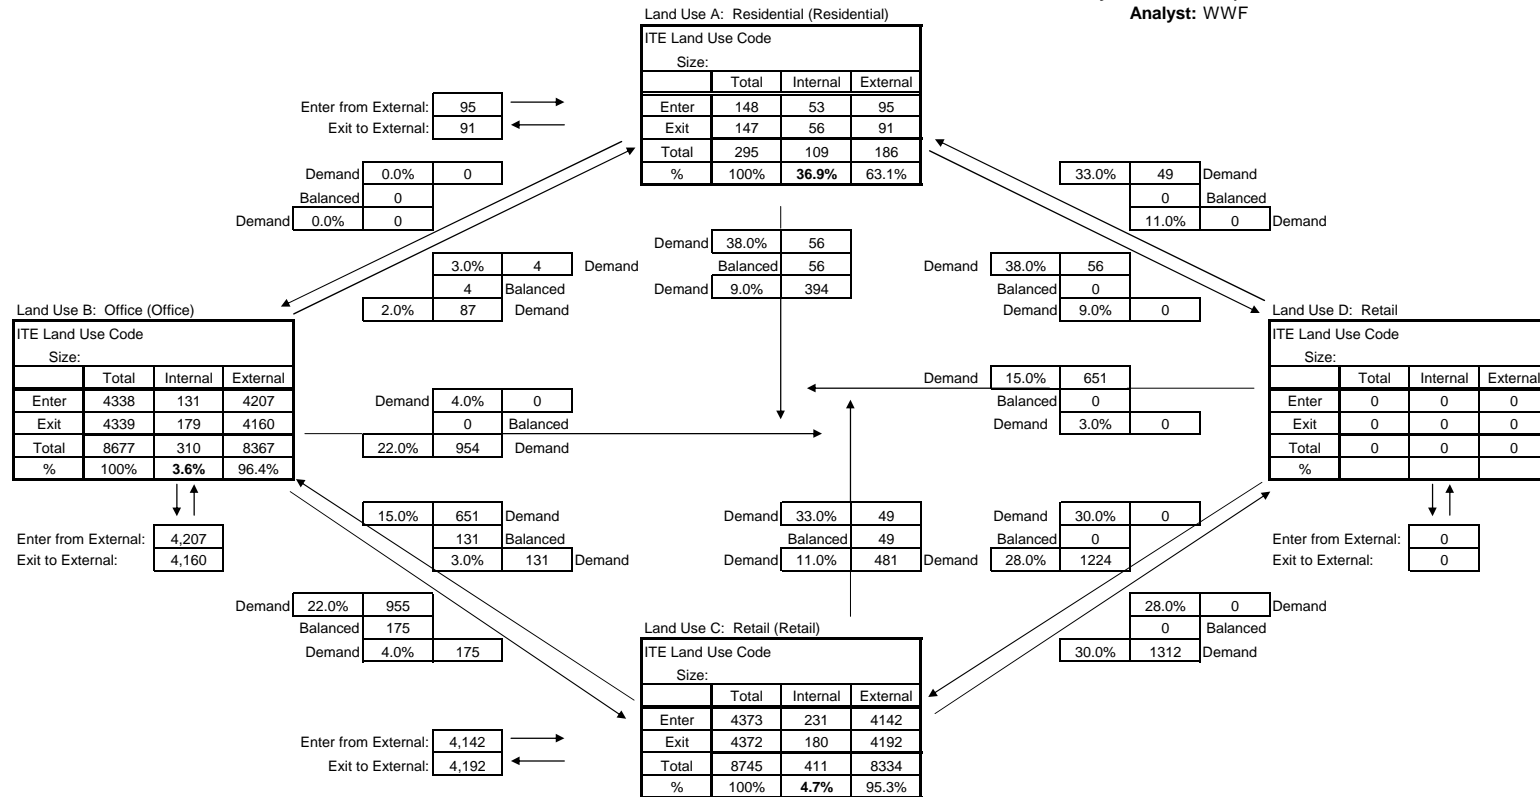 Land Use A: Residential (Residential)
Analyst: WWF
ITE Land Use Code
Size:
Total Internal External
Enter 148 53 95
Exit 147 56 91
Total 295 109 186
% 100% 36.9% 63.1%
Enter from External: 95
Exit to External: 91
Demand 0.0% 0
Balanced 0
Demand 0.0% 0
33.0% 49 Demand
0 Balanced
11.0% 0 Demand
3.0% 4 Demand
4 Balanced
2.0% 87 Demand
Demand 38.0% 56
Balanced 56
Demand 9.0% 394
Demand 38.0% 56
Balanced 0
Demand 9.0% 0
Land Use B: Office (Office)
ITE Land Use Code
Size:
Total Internal External
Enter 4338 131 4207
Exit 4339 179 4160
Total 8677 310 8367
% 100% 3.6% 96.4%
Enter from External: 4,207
Exit to External: 4,160
Demand 4.0% 0
0 Balanced
22.0% 954 Demand
Demand 15.0% 651
Balanced 0
Demand 3.0% 0
Land Use D: Retail
ITE Land Use Code
Size:
Total Internal External
Enter 0 0 0
Exit 0 0 0
Total 0 0 0
%
Enter from External: 0
Exit to External: 0
15.0% 651 Demand
131 Balanced
3.0% 131 Demand
Demand 33.0% 49
Balanced 49
Demand 11.0% 481
Demand 30.0% 0
Balanced 0
Demand 28.0% 1224
Demand 22.0% 955
Balanced 175
Demand 4.0% 175
28.0% 0 Demand
0 Balanced
30.0% 1312 Demand
Land Use C: Retail (Retail)
ITE Land Use Code
Size:
Total Internal External
Enter 4373 231 4142
Exit 4372 180 4192
Total 8745 411 8334
% 100% 4.7% 95.3%
Enter from External: 4,142
Exit to External: 4,192